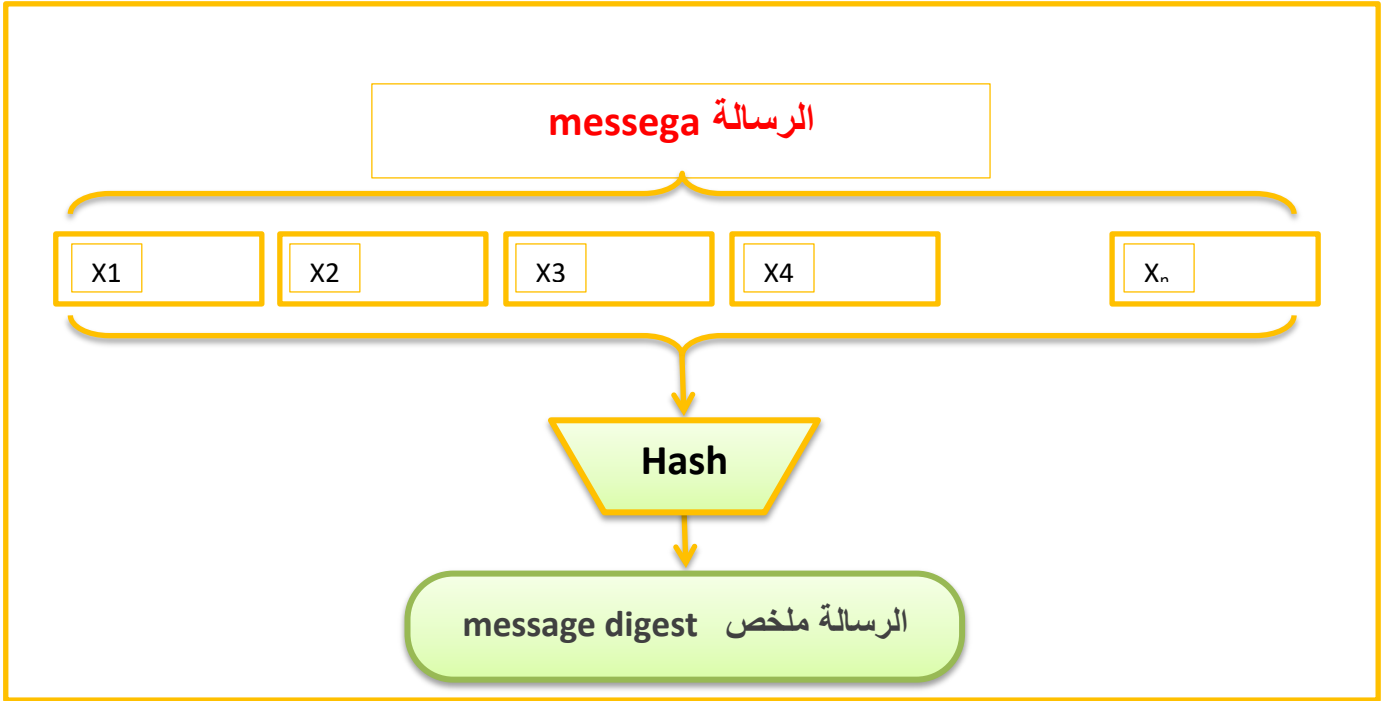 الرسالة messega
X1
X2
X3
X4
Xₙ
Hash
الرسالة ملخص message digest